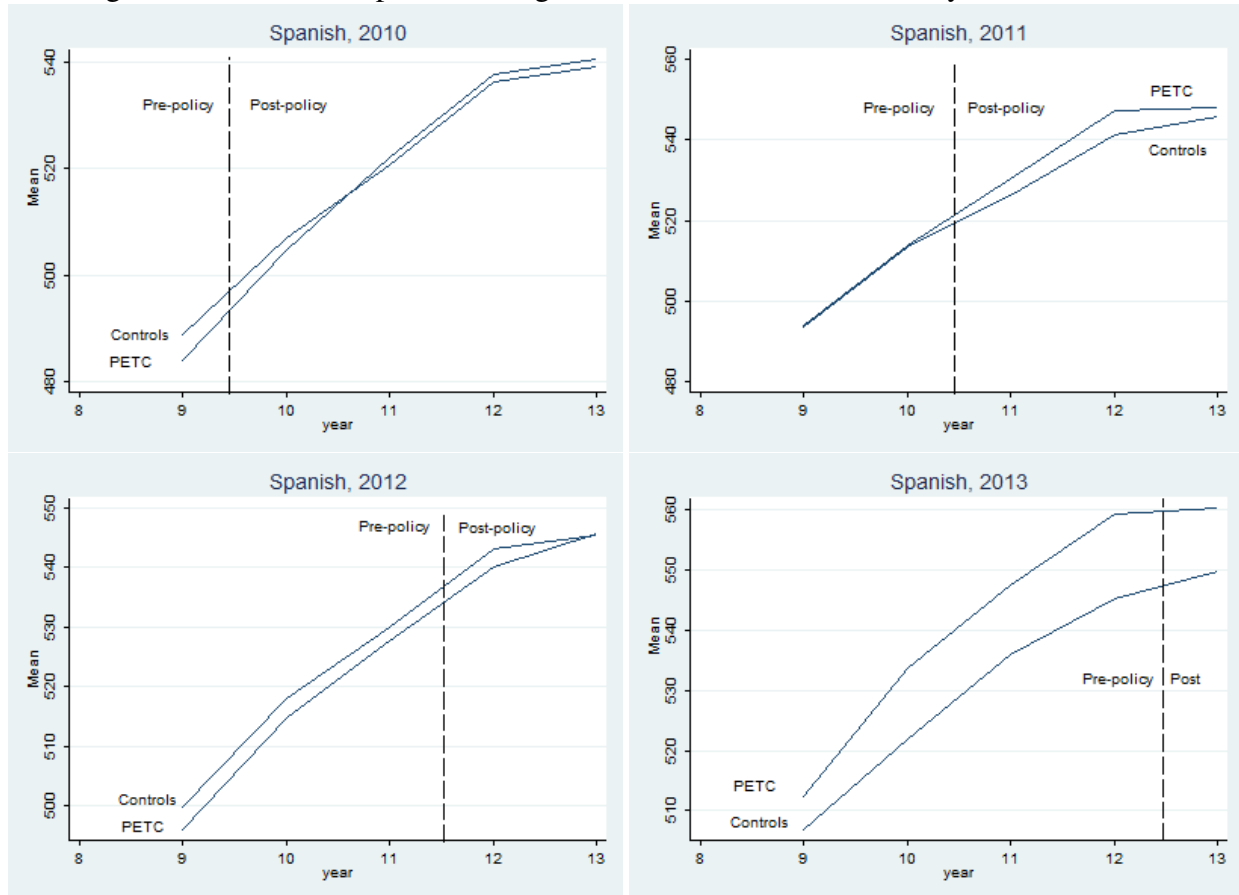 Spanish, 2010
540
Pre-policy
Post-policy
520
Mean
500
Controls
PETC
480
8 9 10 11 12 13
year
Spanish, 2011
560
PETC
Pre-policy
Post-policy
540
Controls
Mean
520
500
480
8 9 10 11 12 13
year
Spanish, 2012
550
Pre-policy
Post-policy
540
530
Mean
520
510
500
Controls
PETC
8 9 10 11 12 13
year
Spanish, 2013
560
550
540
Mean
530
Pre-policy
Post
520
PETC
510
Controls
8 9 10 11 12 13
year